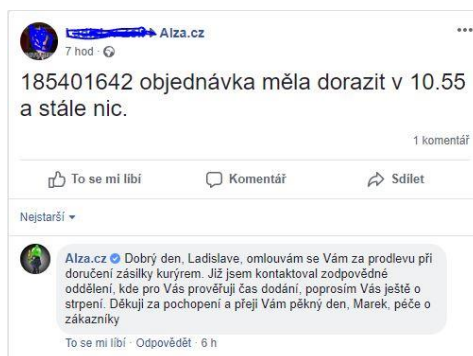 Alza.cz
7 hod ·
185401642 objednávka měla dorazit v 10.55
a stále nic.
1 komentář
To se mi líbí Komentář Sdílet
Nejstarší
Alza.cz Dobrý den, Ladislave, omlouvám se Vám za prodlevu při
doručení zásilky kurýrem. Již jsem kontaktoval zodpovědné
oddělení, kde pro Vás prověřuji čas dodání, poprosím Vás ještě o
strpení. Děkuji za pochopení a přeji Vám pěkný den, Marek, péče o
zákazníky
To se mi líbí · Odpovědět · 6 h